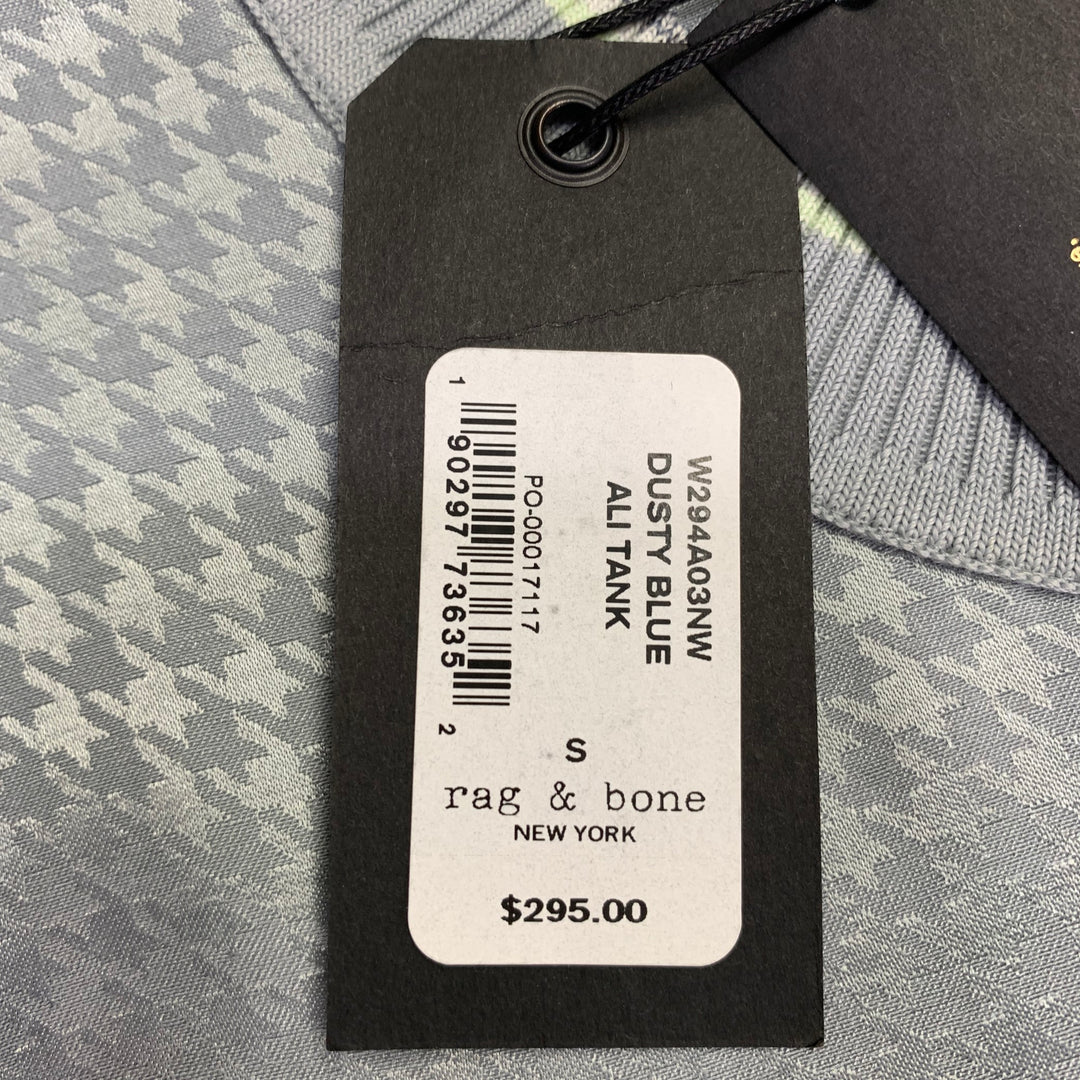 W294A03NW
DUSTY BLUE
ALI TANK
PO-00017117
1 90297 73635 2
S
rag & bone
NEW YORK
$295.00